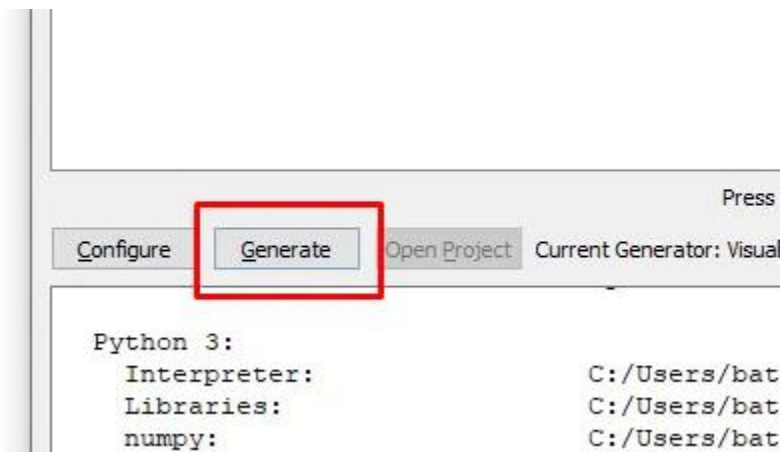 Press
Configure Generate Open Project Current Generator: Visual
Python 3:
Interpreter: C:/Users/bat
Libraries: C:/Users/bat
numpy: C:/Users/bat